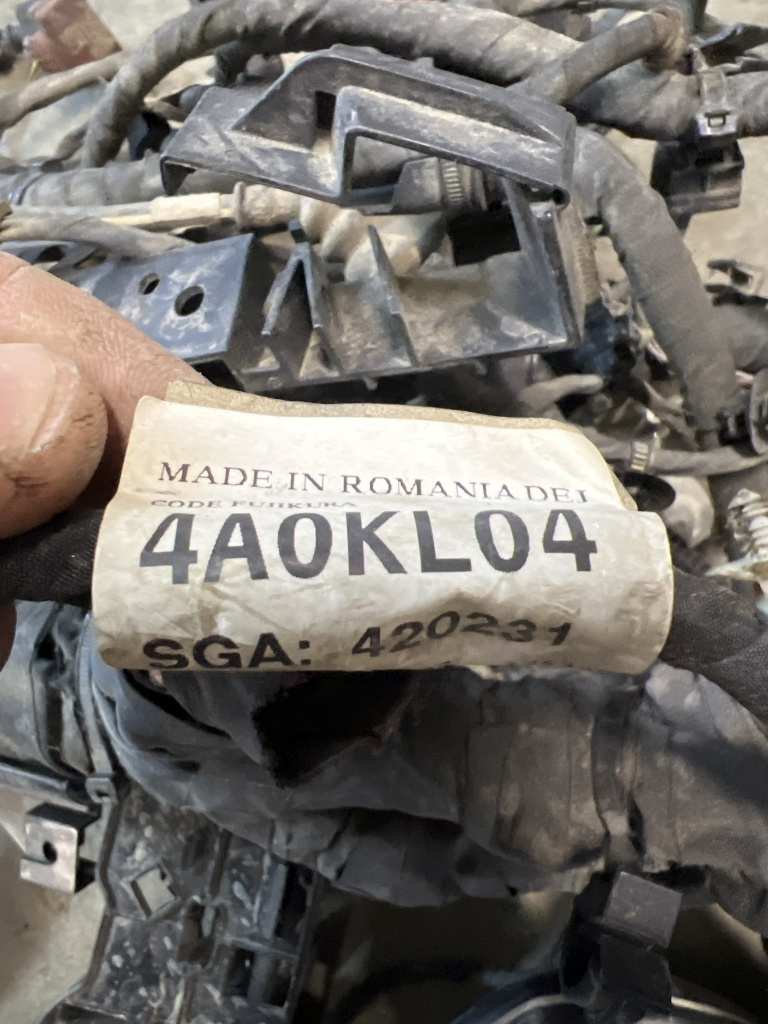 MADE IN ROMANIA DEJ
CODE FUJIKURA
4A0KL04
SGA: 420231